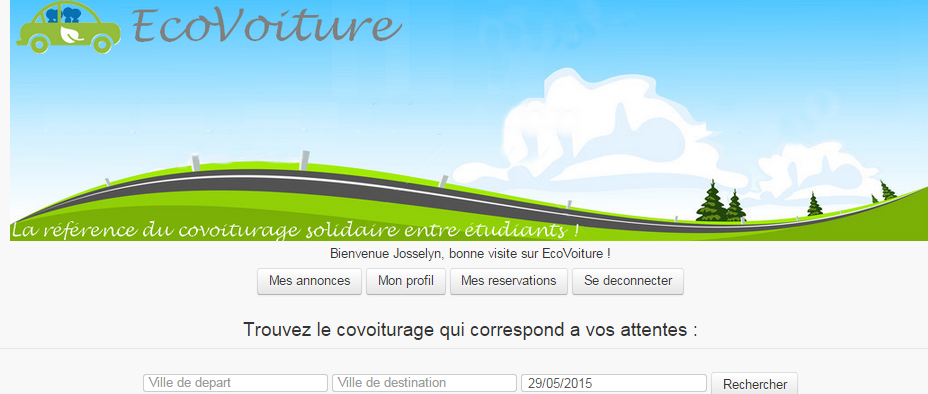 EcoVoiture
La référence du covoiturage solidaire entre étudiants !
Bienvenue Josselyn, bonne visite sur EcoVoiture !
Mes annonces Mon profil Mes reservations Se deconnecter
Trouvez le covoiturage qui correspond a vos attentes :
Ville de depart Ville de destination 29/05/2015 Rechercher